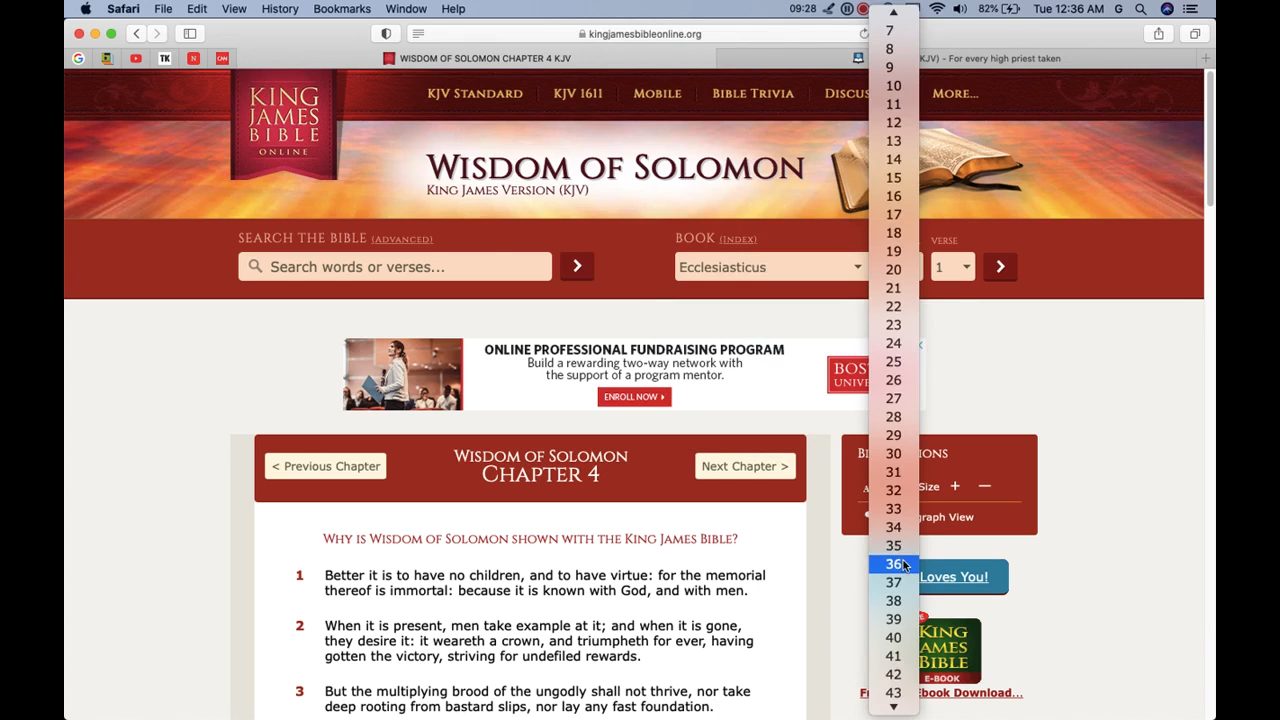 Safari File Edit View History Bookmarks Window Help 09:28 82% Tue 12:36 AM G
kingjamesbibleonline.org
TK N CNN WISDOM OF SOLOMON CHAPTER 4 KJV KJV) - For every high priest taken
KING
JAMES
BIBLE
ONLINE
KJV STANDARD KJV 1611 MOBILE BIBLE TRIVIA DISCUS MORE...
WISDOM OF SOLOMON
KING JAMES VERSION (KJV)
SEARCH THE BIBLE (ADVANCED) BOOK (INDEX) VERSE
Search words or verses... Ecclesiasticus 1
ONLINE PROFESSIONAL FUNDRAISING PROGRAM
Build a rewarding two-way network with
the support of a program mentor.
ENROLL NOW
BOS
UNIVE
< Previous Chapter
WISDOM OF SOLOMON
CHAPTER 4
Next Chapter >
WHY IS WISDOM OF SOLOMON SHOWN WITH THE KING JAMES BIBLE?
1 Better it is to have no children, and to have virtue: for the memorial
thereof is immortal: because it is known with God, and with men.
2 When it is present, men take example at it; and when it is gone,
they desire it: it weareth a crown, and triumpheth for ever, having
gotten the victory, striving for undefiled rewards.
3 But the multiplying brood of the ungodly shall not thrive, nor take
deep rooting from bastard slips, nor lay any fast foundation.
7
8
9
10
11
12
13
14
15
16
17
18
19
20
21
22
23
24
25
26
27
28
29
30
31
32
33
34
35
36
37
38
39
40
41
42
43
BI IONS
A Size + —
graph View
Loves You!
KING
JAMES
BIBLE
E-BOOK
Fr Ebook Download...